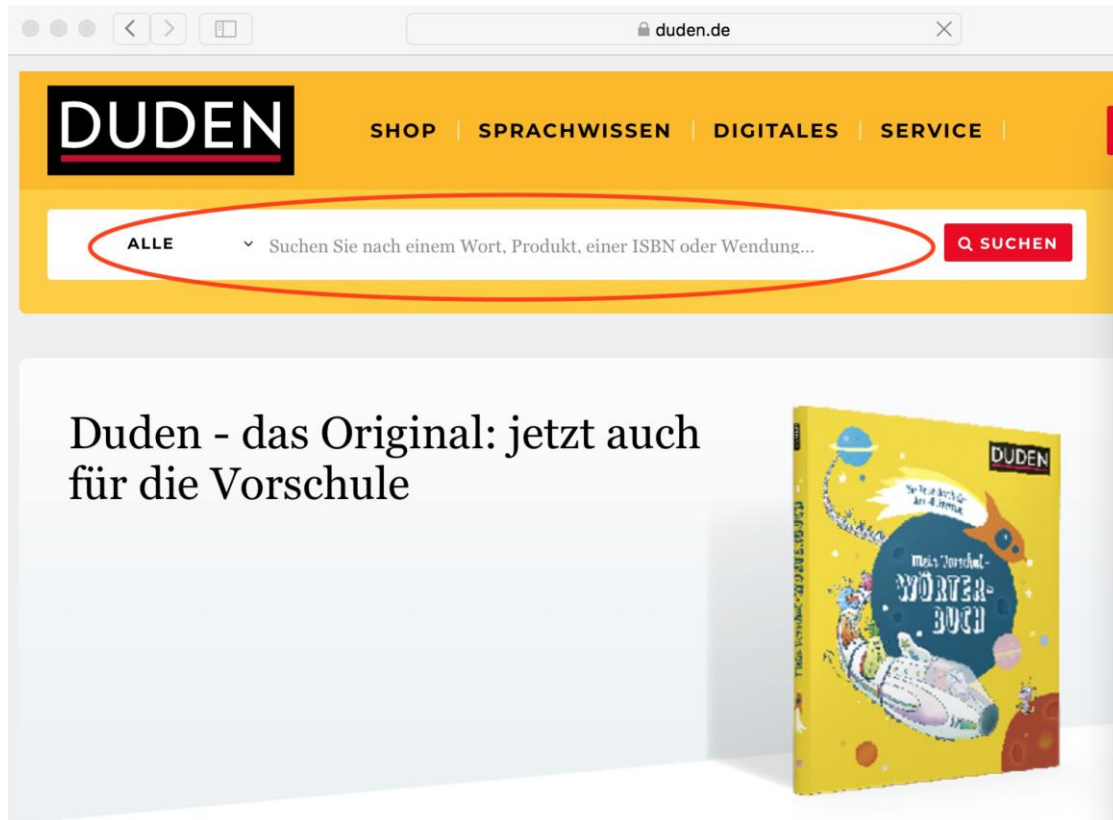 duden.de
DUDEN
SHOP SPRACHWISSEN DIGITALES SERVICE
ALLE Suchen Sie nach einem Wort, Produkt, einer ISBN oder Wendung...
SUCHEN
Duden - das Original: jetzt auch
für die Vorschule
DUDEN
Mein Vorschul-
WÖRTER-
BUCH